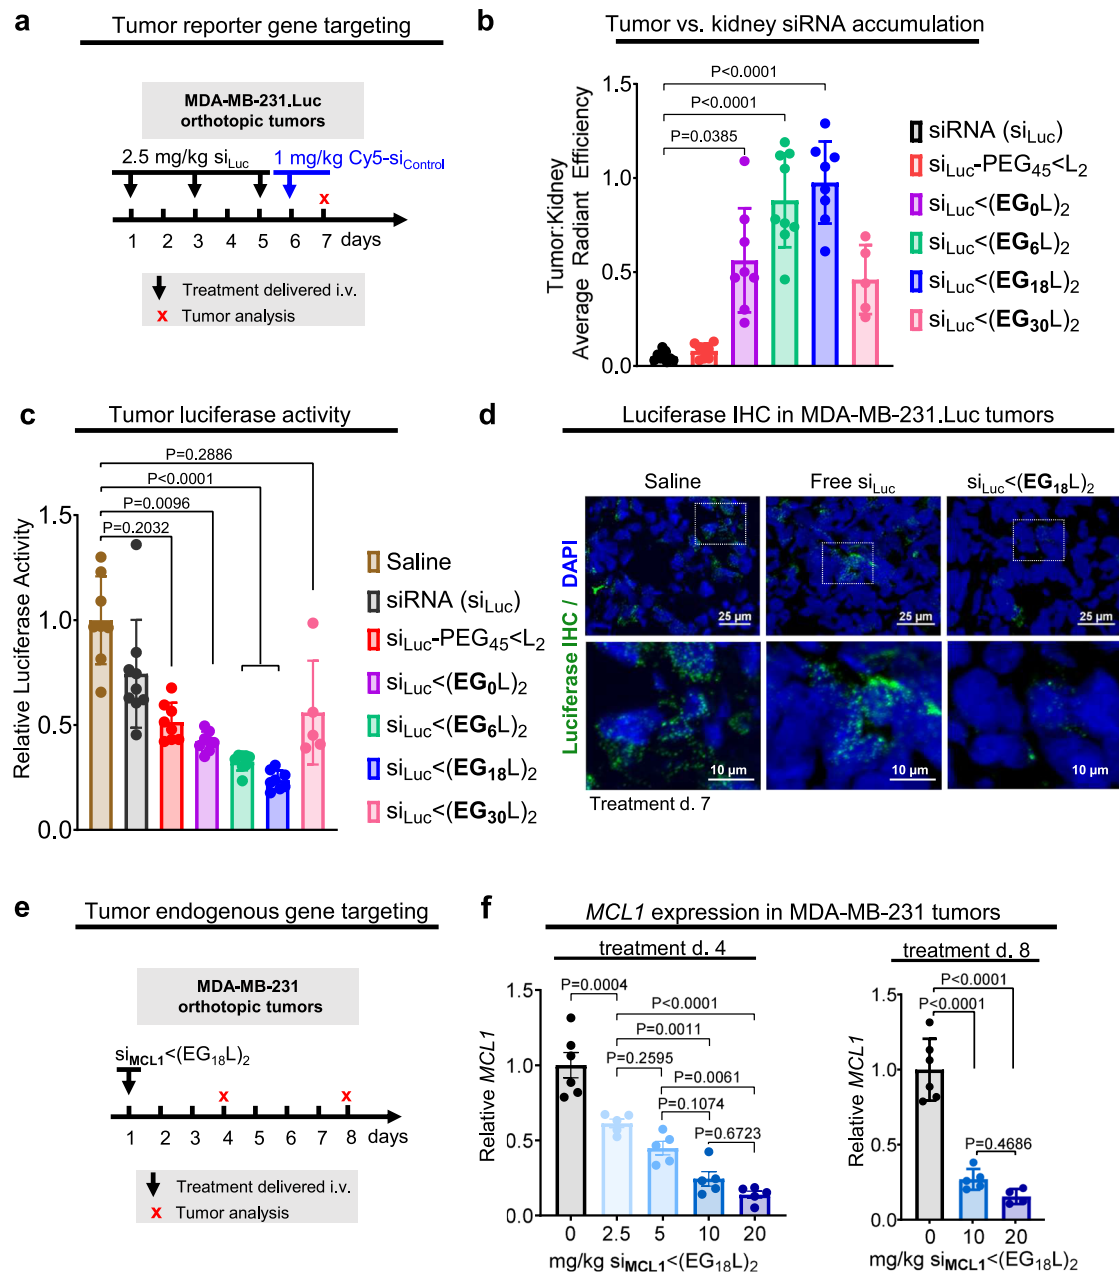 a
Tumor reporter gene targeting
MDA-MB-231.Luc
orthotopic tumors
2.5 mg/kg siLuc
1 mg/kg Cy5-siControl
x
1 2 3 4 5 6 7 days
Treatment delivered i.v.
x Tumor analysis
b
Tumor vs. kidney siRNA accumulation
Tumor:Kidney
Average Radiant Efficiency
1.5
1.0
0.5
0.0
P<0.0001
P<0.0001
P=0.0385
siRNA (siLuc)
siLuc-PEG45<L2
siLuc<(EG0L)2
siLuc<(EG6L)2
siLuc<(EG18L)2
siLuc<(EG30L)2
c
Tumor luciferase activity
Relative Luciferase Activity
1.5
1.0
0.5
0.0
P=0.2886
P<0.0001
P=0.0096
P=0.2032
Saline
siRNA (siLuc)
siLuc-PEG45<L2
siLuc<(EG0L)2
siLuc<(EG6L)2
siLuc<(EG18L)2
siLuc<(EG30L)2
d
Luciferase IHC in MDA-MB-231.Luc tumors
Luciferase IHC / DAPI
Saline
Free siLuc
siLuc<(EG18L)2
25 µm
25 µm
25 µm
10 µm
10 µm
10 µm
Treatment d. 7
e
Tumor endogenous gene targeting
MDA-MB-231
orthotopic tumors
siMCL1<(EG18L)2
x x
1 2 3 4 5 6 7 8 days
Treatment delivered i.v.
x Tumor analysis
f
MCL1 expression in MDA-MB-231 tumors
treatment d. 4
Relative MCL1
1.5
1.0
0.5
0.0
P=0.0004
P<0.0001
P=0.0011
P=0.2595
P=0.0061
P=0.1074
P=0.6723
0 2.5 5 10 20
mg/kg siMCL1<(EG18L)2
treatment d. 8
Relative MCL1
1.5
1.0
0.5
0.0
P<0.0001
P<0.0001
P=0.4686
0 10 20
mg/kg siMCL1<(EG18L)2